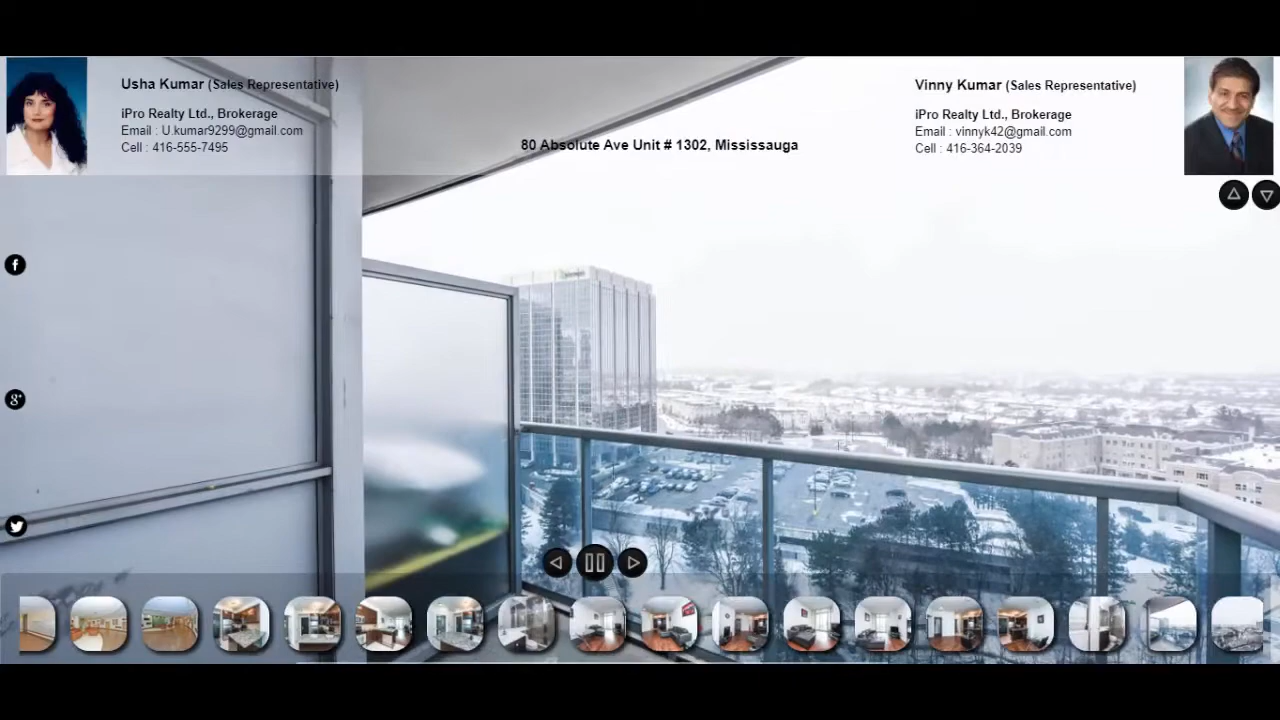 Usha Kumar (Sales Representative)
iPro Realty Ltd., Brokerage
Email : U.kumar9299@gmail.com
Cell : 416-555-7495
80 Absolute Ave Unit # 1302, Mississauga
Vinny Kumar (Sales Representative)
iPro Realty Ltd., Brokerage
Email : vinnyk42@gmail.com
Cell : 416-364-2039